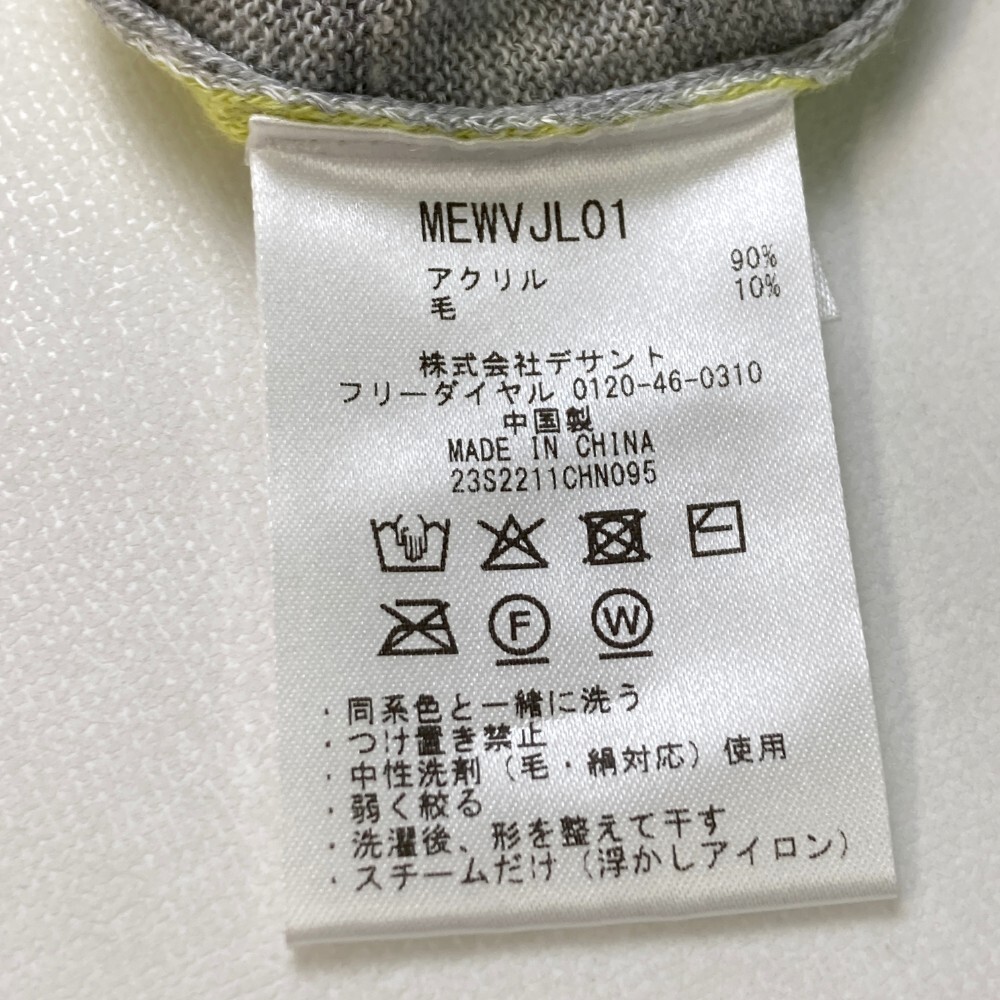 MEWVJL01
アクリル 90%
毛 10%
株式会社デサント
フリーダイヤル 0120-46-0310
中国製
MADE IN CHINA
23S2211CHN095
F W
・同系色と一緒に洗う
・つけ置き禁止
・中性洗剤(毛・絹対応)使用
・弱く絞る
・洗濯後、形を整えて干す
・スチームだけ(浮かしアイロン)